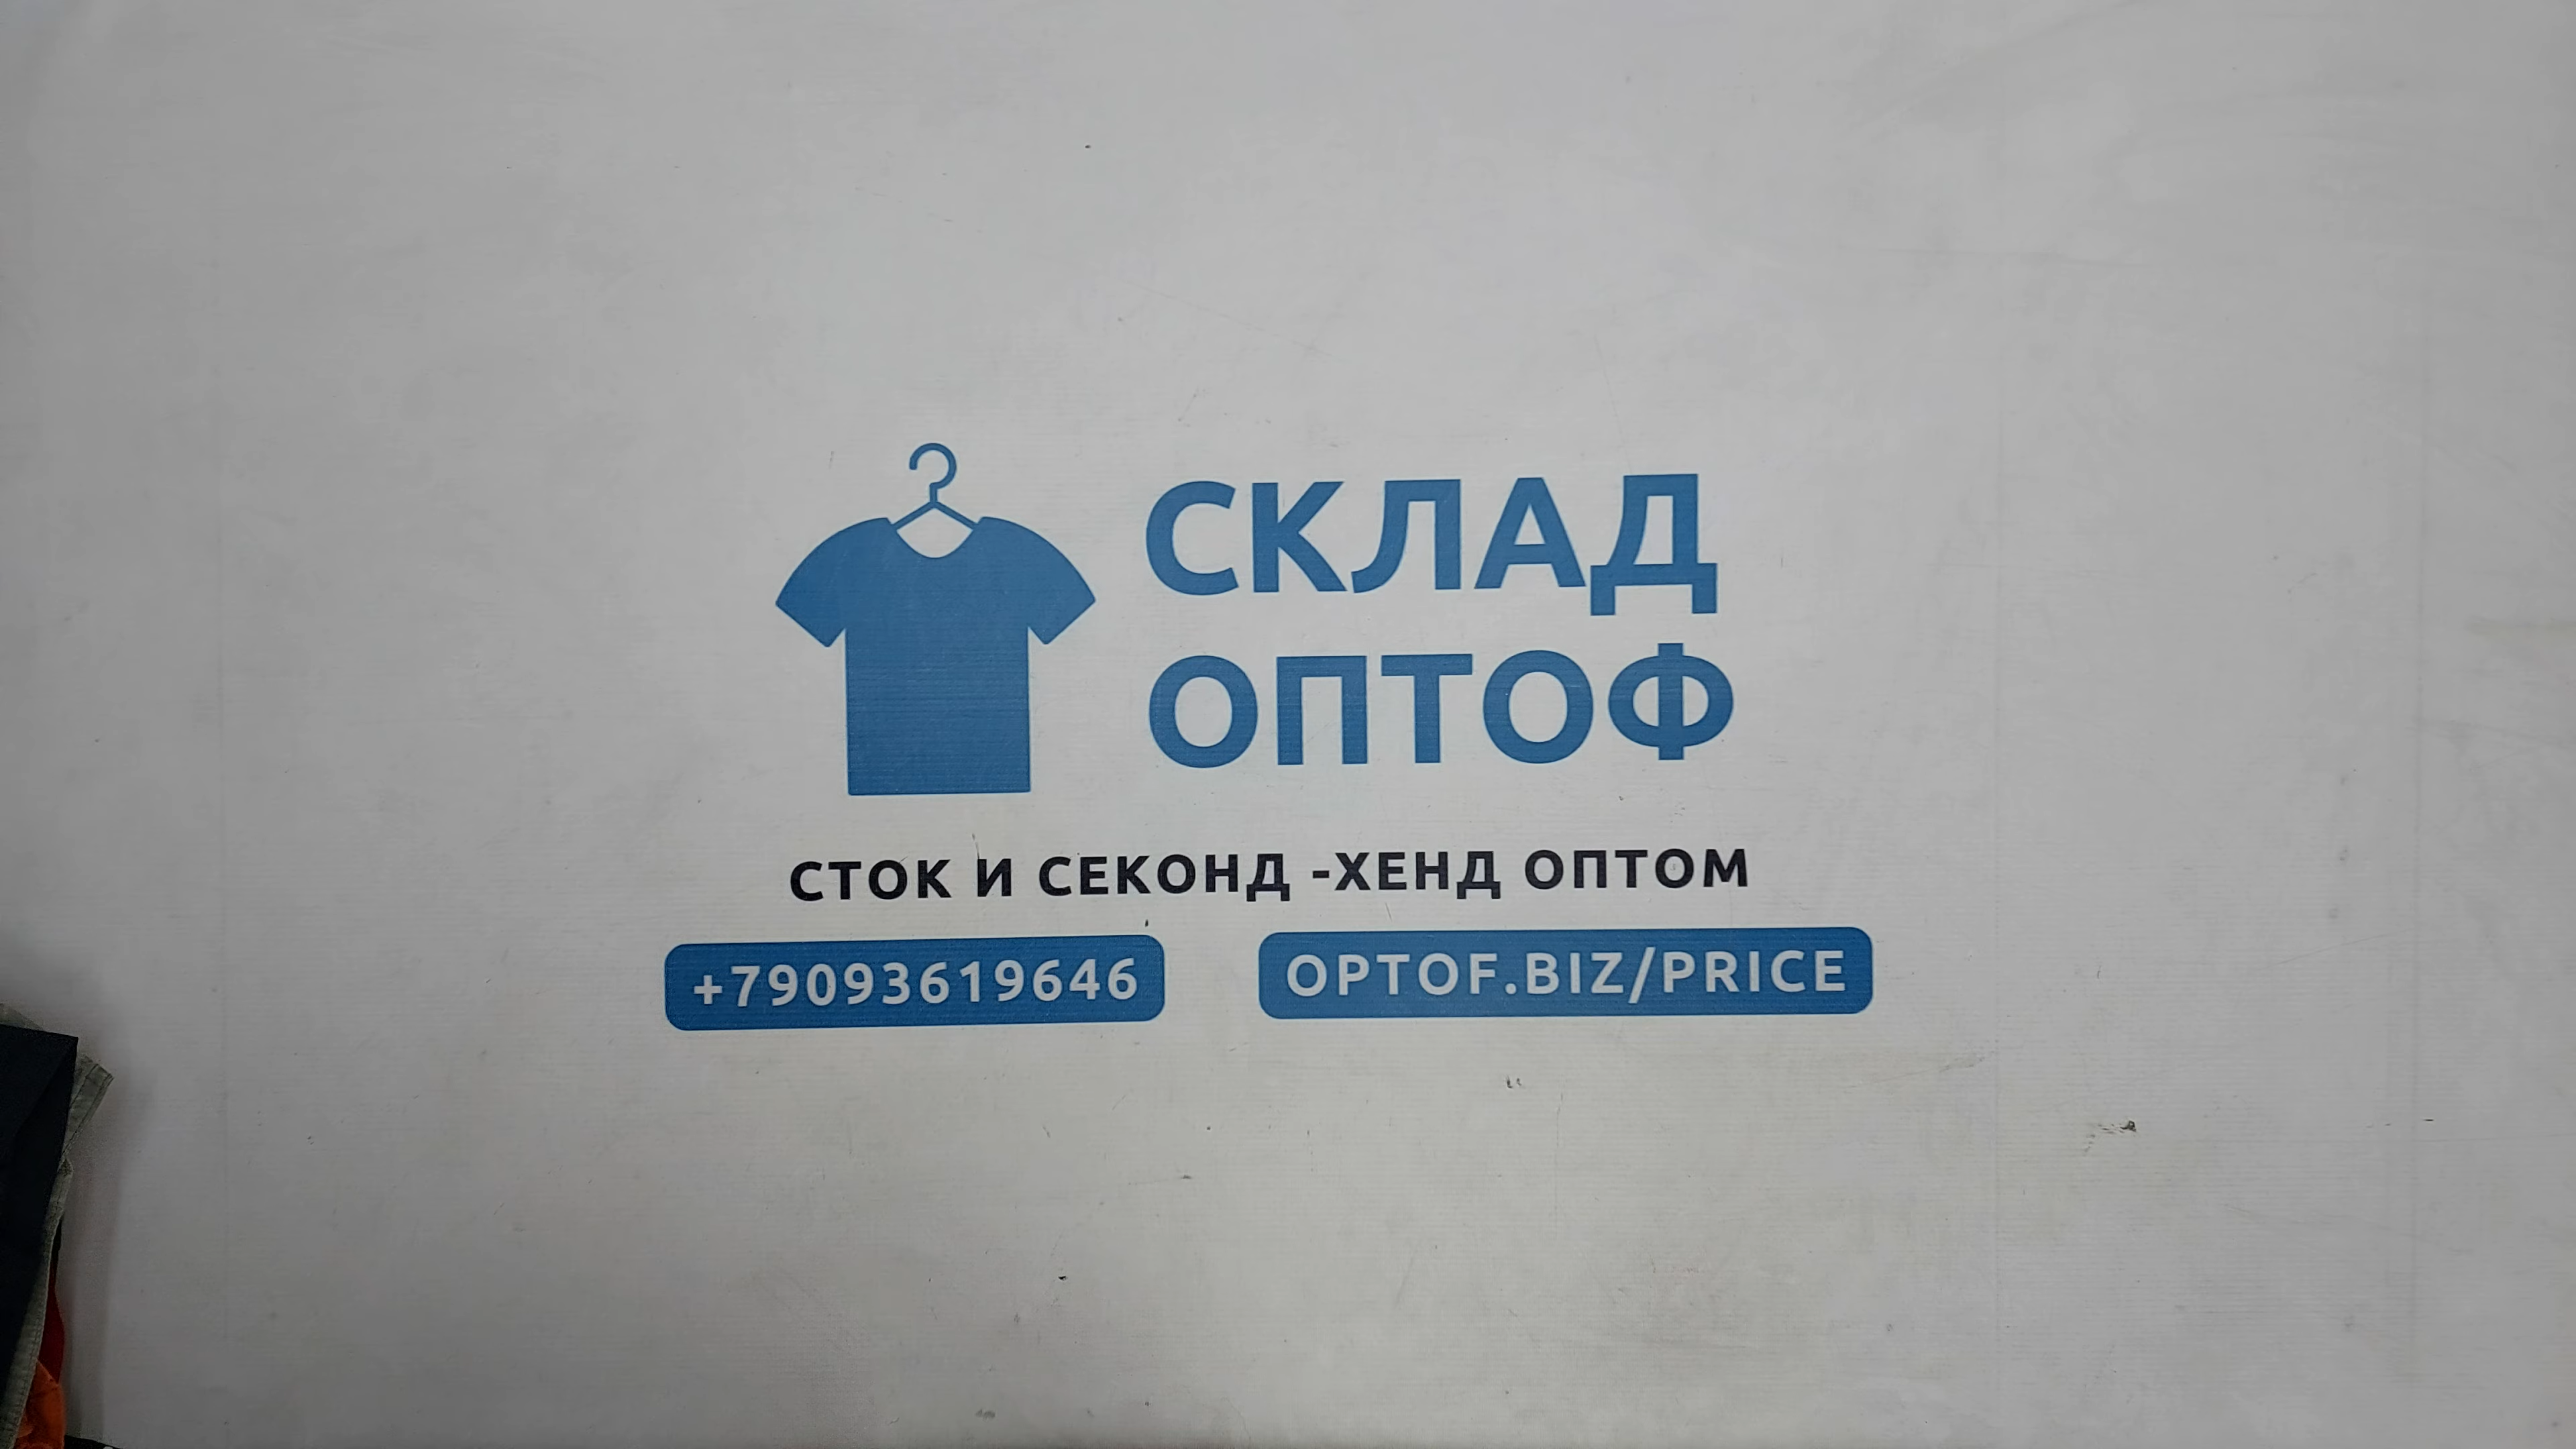 СКЛАД
ОПТОФ
СТОК И СЕКОНД -ХЕНД ОПТОМ
+79093619646
OPTOF.BIZ/PRICE